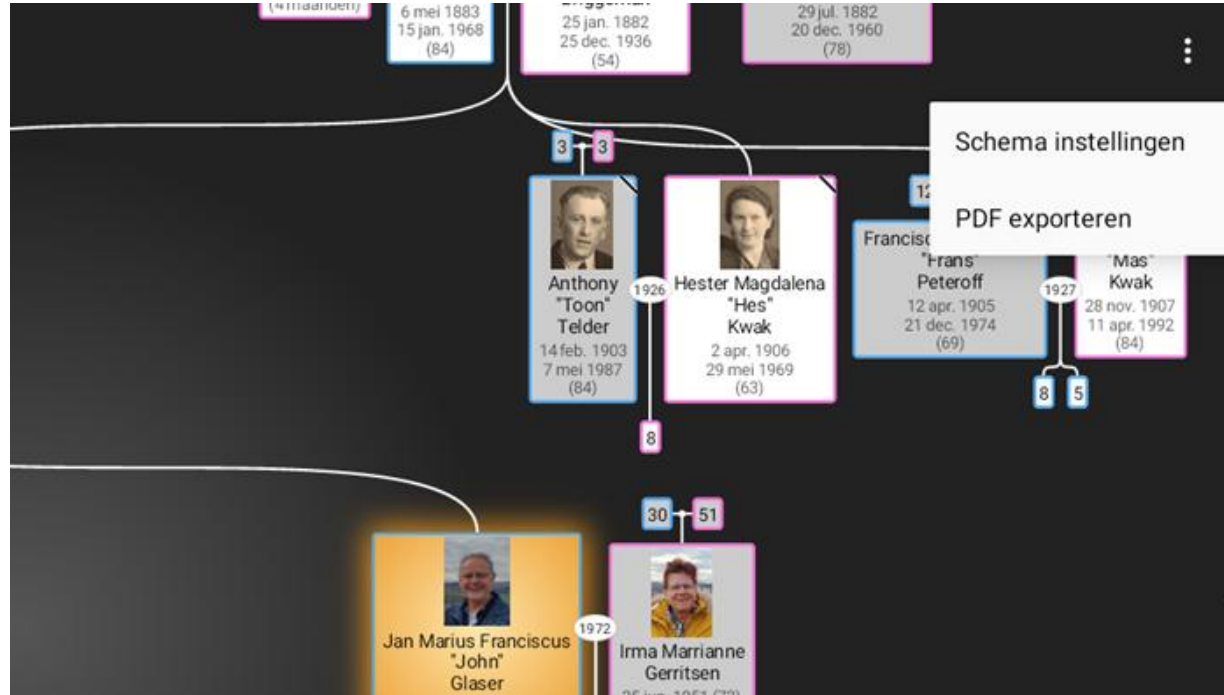 (4 maanden)
6 mei 1883
15 jan. 1968
(84)
25 jan. 1882
25 dec. 1936
(54)
29 jul. 1882
20 dec. 1960
(78)
Schema instellingen
PDF exporteren
3
3
Anthony
"Toon"
Telder
14 feb. 1903
7 mei 1987
(84)
1926
Hester Magdalena
"Hes"
Kwak
2 apr. 1906
29 mei 1969
(63)
8
12
"Frans"
Peteroff
12 apr. 1905
21 dec. 1974
(69)
1927
"Mas"
Kwak
28 nov. 1907
11 apr. 1992
(84)
8
5
30
51
Jan Marius Franciscus
"John"
Glaser
1972
Irma Marrianne
Gerritsen